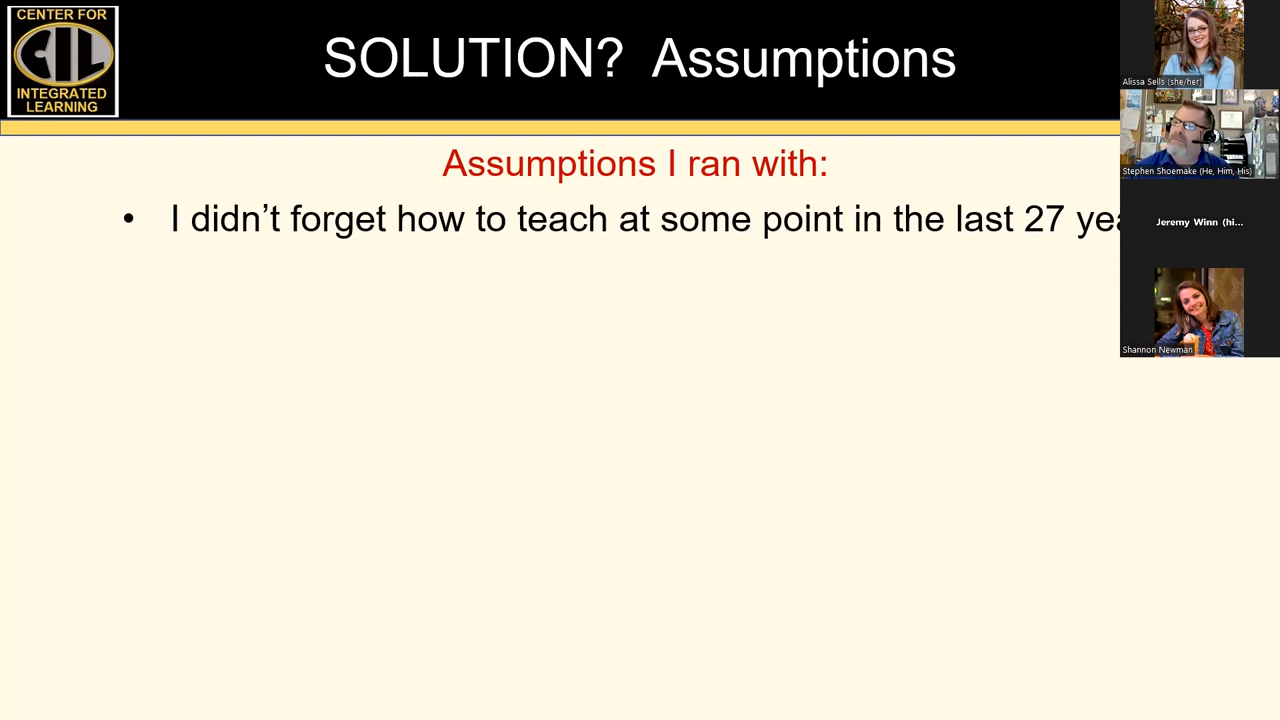 CENTER FOR
CIL
INTEGRATED
LEARNING
SOLUTION? Assumptions
Assumptions I ran with:
• I didn’t forget how to teach at some point in the last 27 yea
Alissa Sells (she/her)
Stephen Shoemake (He, Him, His)
Jeremy Winn (hi...
Shannon Newman